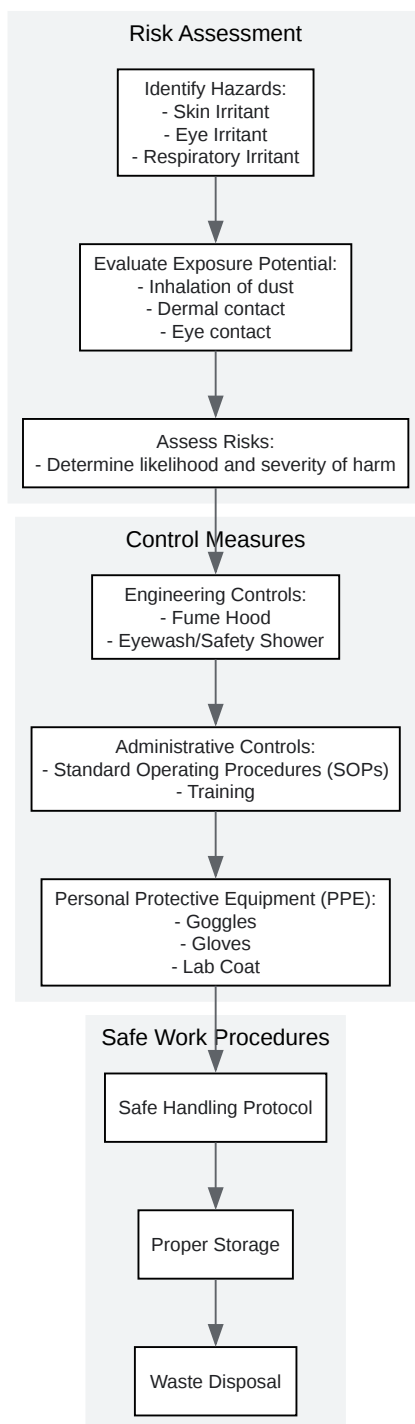 Risk Assessment
Identify Hazards:
- Skin Irritant
- Eye Irritant
- Respiratory Irritant
Evaluate Exposure Potential:
- Inhalation of dust
- Dermal contact
- Eye contact
Assess Risks:
- Determine likelihood and severity of harm
Control Measures
Engineering Controls:
- Fume Hood
- Eyewash/Safety Shower
Administrative Controls:
- Standard Operating Procedures (SOPs)
- Training
Personal Protective Equipment (PPE):
- Goggles
- Gloves
- Lab Coat
Safe Work Procedures
Safe Handling Protocol
Proper Storage
Waste Disposal